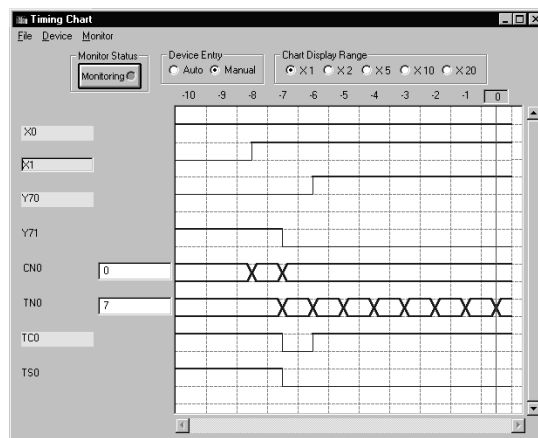 Timing Chart
File Device Monitor
Monitor Status
Monitoring
Device Entry
Auto Manual
Chart Display Range
X 1 X 2 X 5 X 10 X 20
-10 -9 -8 -7 -6 -5 -4 -3 -2 -1 0
X0
X1
Y70
Y71
CN0 0
TN0 7
TC0
TS0